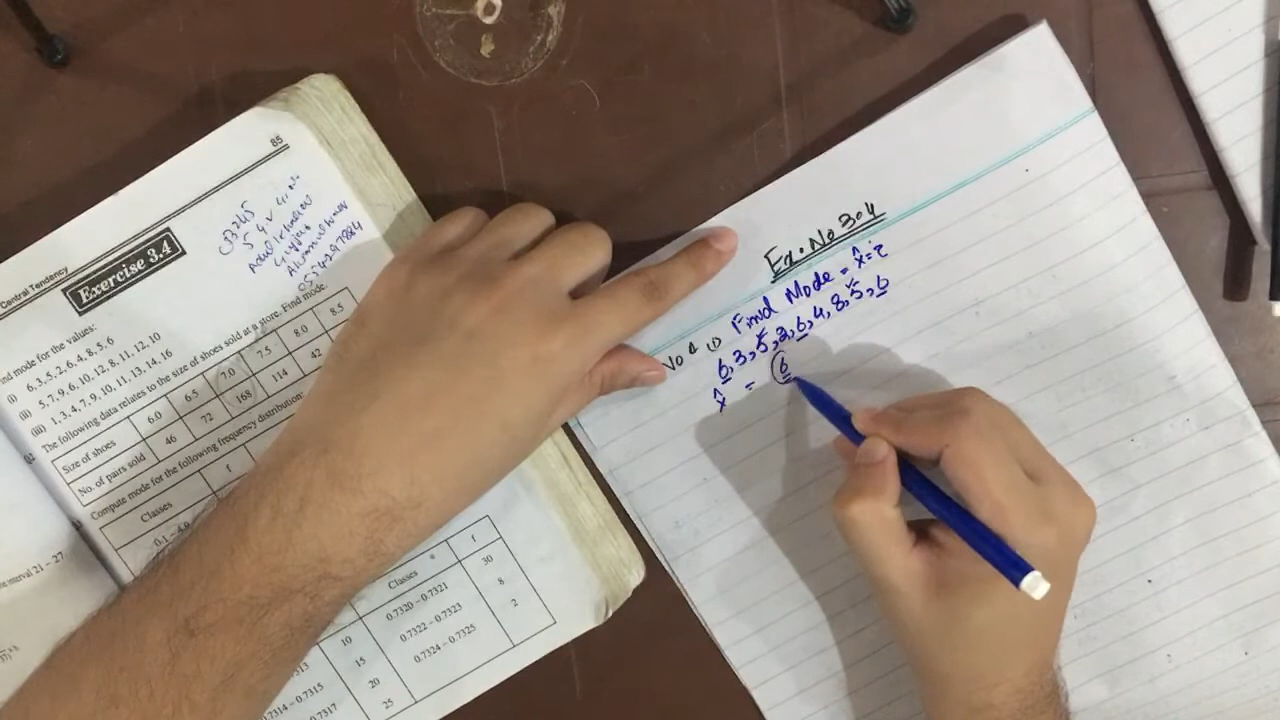 85
Central Tendency
Exercise 3.4
mode for the values:
(i) 6, 3, 5, 2, 6, 4, 8, 5, 6
(ii) 5, 7, 9, 6, 10, 12, 8, 11, 12, 10
(iii) 1, 3, 4, 7, 9, 10, 11, 13, 14, 16
The following data relates to the size of shoes sold at a store. Find mode.
Size of shoes 6.0 6.5 7.0 7.5 8.0 8.5
No. of pairs sold 46 72 168 114 42
Compute mode for the following frequency distribution:
Classes f
interval 21 – 27
Classes f
10 0.7320 – 0.7321 30
15 0.7322 – 0.7323 8
20 0.7324 – 0.7325 2
25
Ex. No 3.4
(i) Find Mode = x̂ = ?
6, 3, 5, 2, 6, 4, 8, 5, 6
x̂ = 6